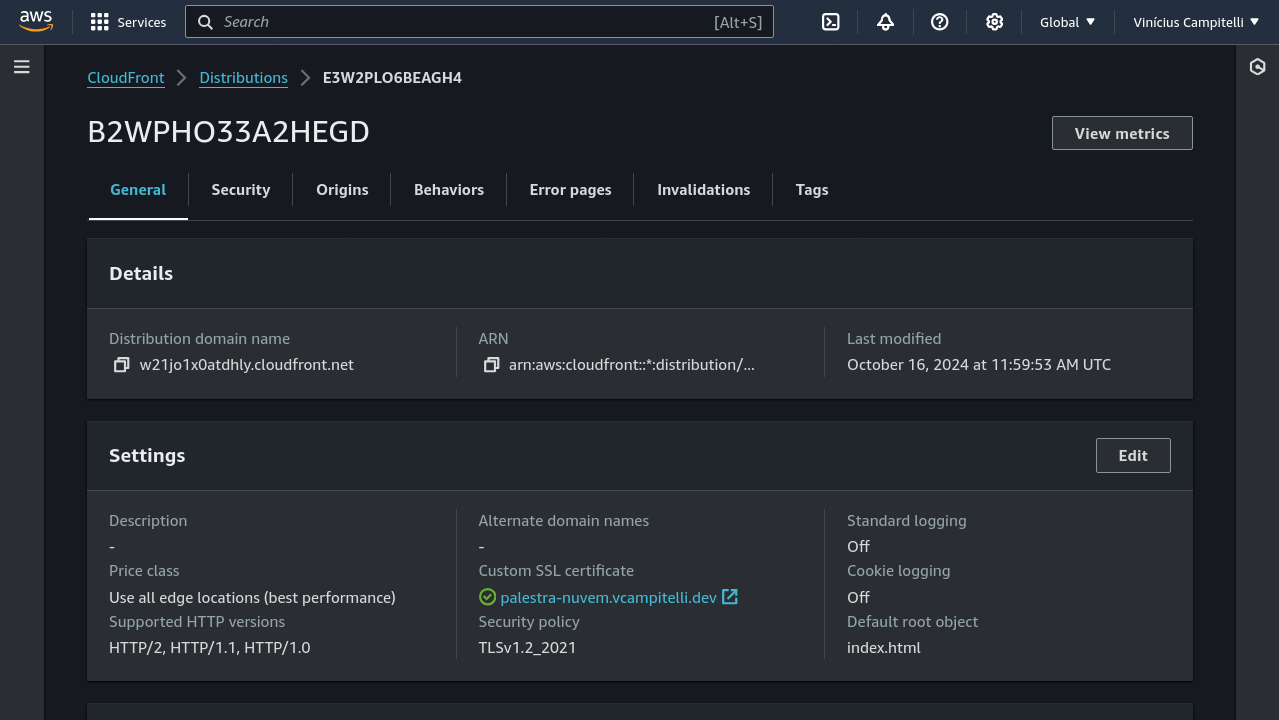 aws Services Search [Alt+S] Global Vinícius Campitelli
CloudFront Distributions E3W2PLO6BEAGH4
B2WPHO33A2HEGD View metrics
General Security Origins Behaviors Error pages Invalidations Tags
Details
Distribution domain name ARN Last modified
w21jo1x0atdhly.cloudfront.net arn:aws:cloudfront::*:distribution/... October 16, 2024 at 11:59:53 AM UTC
Settings Edit
Description Alternate domain names Standard logging
- - Off
Price class Custom SSL certificate Cookie logging
Use all edge locations (best performance) palestra-nuvem.vcampitelli.dev Off
Supported HTTP versions Security policy Default root object
HTTP/2, HTTP/1.1, HTTP/1.0 TLSv1.2_2021 index.html